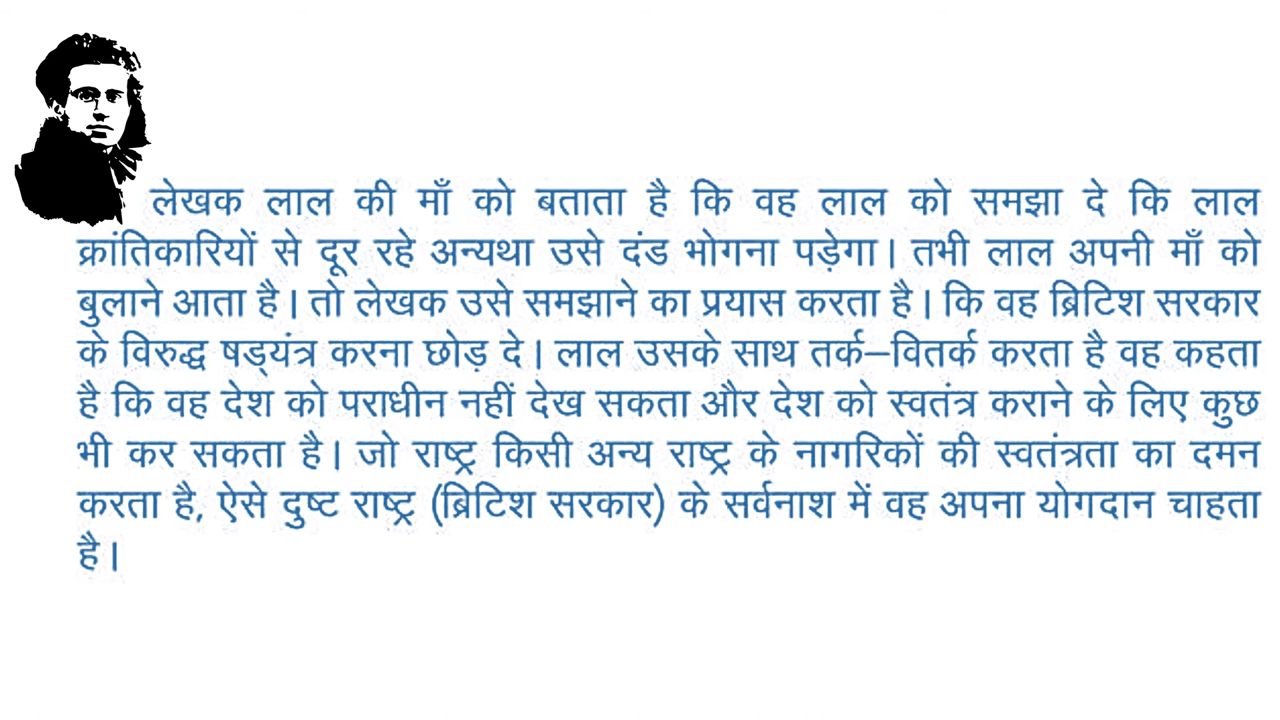 लेखक लाल की माँ को बताता है कि वह लाल को समझा दे कि लाल
क्रांतिकारियों से दूर रहे अन्यथा उसे दंड भोगना पड़ेगा। तभी लाल अपनी माँ को
बुलाने आता है। तो लेखक उसे समझाने का प्रयास करता है। कि वह ब्रिटिश सरकार
के विरुद्ध षड्यंत्र करना छोड़ दे। लाल उसके साथ तर्क–वितर्क करता है वह कहता
है कि वह देश को पराधीन नहीं देख सकता और देश को स्वतंत्र कराने के लिए कुछ
भी कर सकता है। जो राष्ट्र किसी अन्य राष्ट्र के नागरिकों की स्वतंत्रता का दमन
करता है, ऐसे दुष्ट राष्ट्र (ब्रिटिश सरकार) के सर्वनाश में वह अपना योगदान चाहता
है।